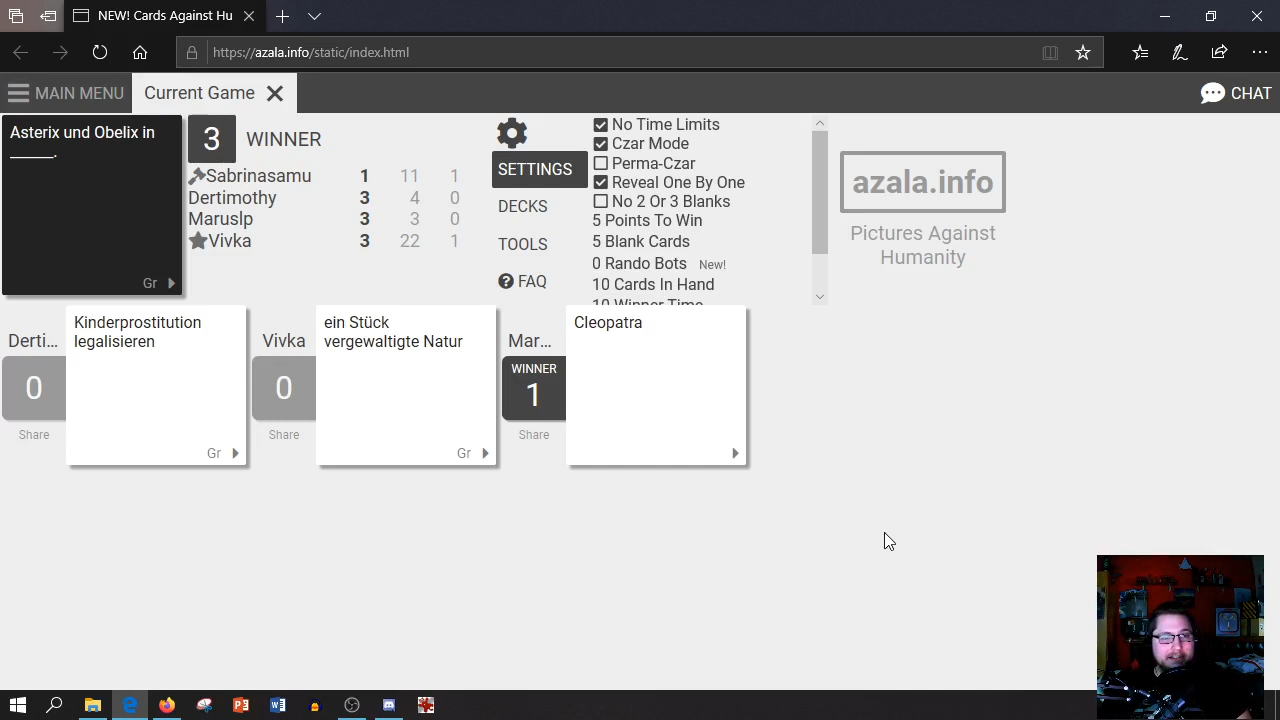 NEW! Cards Against Hu
https://azala.info/static/index.html
MAIN MENU
Current Game
CHAT
Asterix und Obelix in
______.
Gr
3 WINNER
Sabrinasamu 1 11 1
Dertimothy 3 4 0
Maruslp 3 3 0
Vivka 3 22 1
SETTINGS
DECKS
TOOLS
FAQ
No Time Limits
Czar Mode
Perma-Czar
Reveal One By One
No 2 Or 3 Blanks
5 Points To Win
5 Blank Cards
0 Rando Bots New!
10 Cards In Hand
10 Winner Time
azala.info
Pictures Against
Humanity
Derti...
0
Share
Kinderprostitution
legalisieren
Gr
Vivka
0
Share
ein Stück
vergewaltigte Natur
Gr
Mar...
WINNER
1
Share
Cleopatra